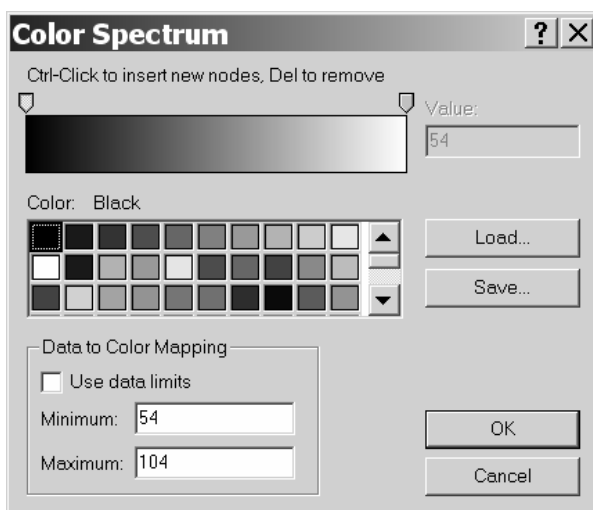 Color Spectrum
Ctrl-Click to insert new nodes, Del to remove
Value:
54
Color: Black
Load...
Save...
Data to Color Mapping
Use data limits
Minimum: 54
Maximum: 104
OK
Cancel